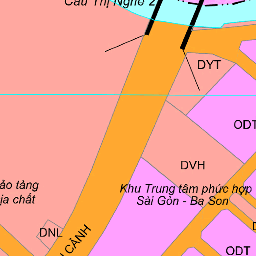 Cầu Thị Nghè 2
DYT
ODT
DVH
ảo tàng
ịa chất
Khu Trung tâm phức hợp
Sài Gòn - Ba Son
DNL
CẢNH
ODT